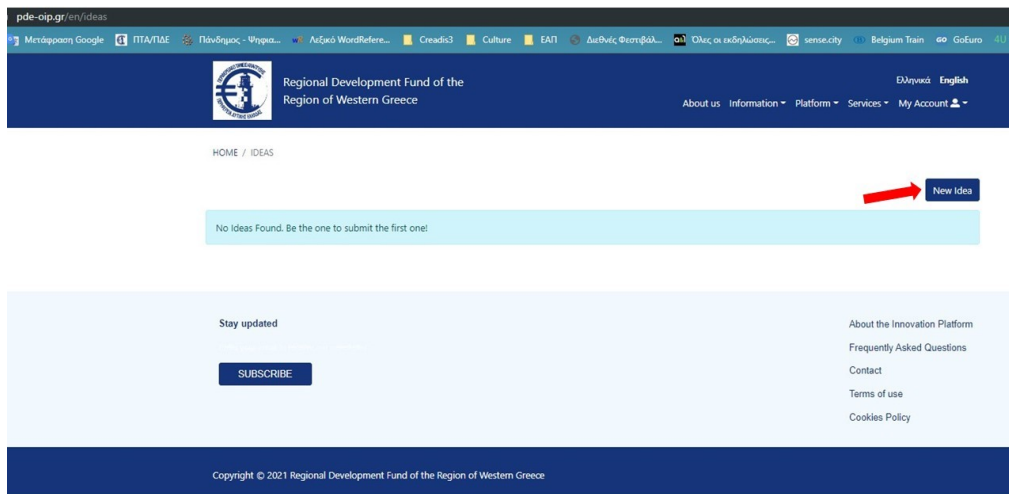 pde-oip.gr/en/ideas
Μετάφραση Google ΠΤΑ/ΠΔΕ Πάνδημος - Ψηφια... Λεξικό WordRefere... Creadis3 Culture ΕΑΠ Διεθνές Φεστιβάλ... Όλες οι εκδηλώσεις,... sense.city Belgium Train GO GoEuro 4U
Regional Development Fund of the
Region of Western Greece
Ελληνικά English
About us Information Platform Services My Account
HOME / IDEAS
New Idea
No Ideas Found. Be the one to submit the first one!
Stay updated
SUBSCRIBE
About the Innovation Platform
Frequently Asked Questions
Contact
Terms of use
Cookies Policy
Copyright © 2021 Regional Development Fund of the Region of Western Greece